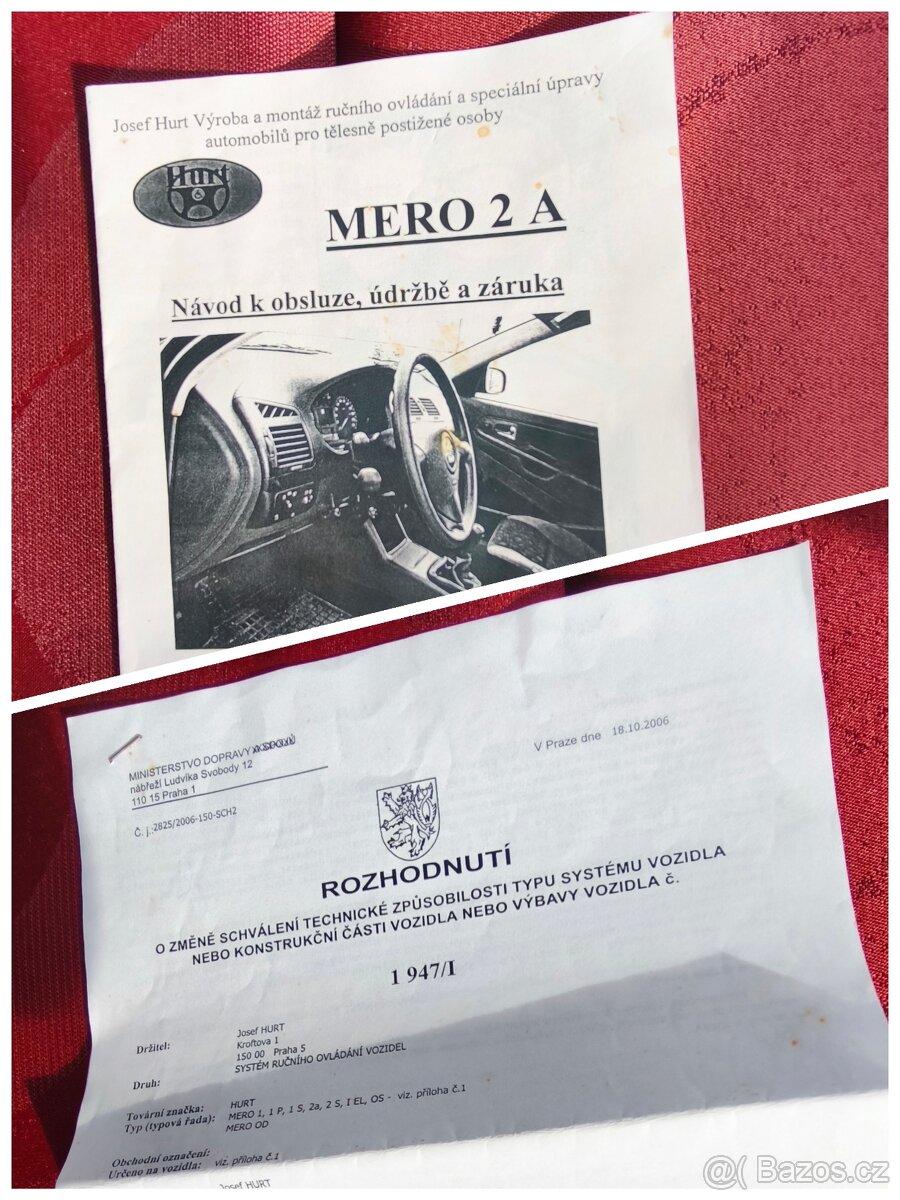 Josef Hurt Výroba a montáž ručního ovládání a speciální úpravy
automobilů pro tělesně postižené osoby
Hurt
MERO 2 A
Návod k obsluze, údržbě a záruka
MINISTERSTVO DOPRAVY
nábřeží Ludvíka Svobody 12
110 15 Praha 1
V Praze dne 18.10.2006
Č. j.:2825/2006-150-SCH2
ROZHODNUTÍ
O ZMĚNĚ SCHVÁLENÍ TECHNICKÉ ZPŮSOBILOSTI TYPU SYSTÉMU VOZIDLA
NEBO KONSTRUKČNÍ ČÁSTI VOZIDLA NEBO VÝBAVY VOZIDLA č.
1 947/I
Držitel: Josef HURT
Kroftova 1
150 00 Praha 5
Druh: SYSTÉM RUČNÍHO OVLÁDÁNÍ VOZIDEL
Tovární značka: HURT
Typ (typová řada): MERO 1, 1 P, 1 S, 2a, 2 S, I EL, OS - viz. příloha č.1
MERO OD
Obchodní označení:
Určeno na vozidla: viz. příloha č.1
Josef HURT
@( Bazos.cz